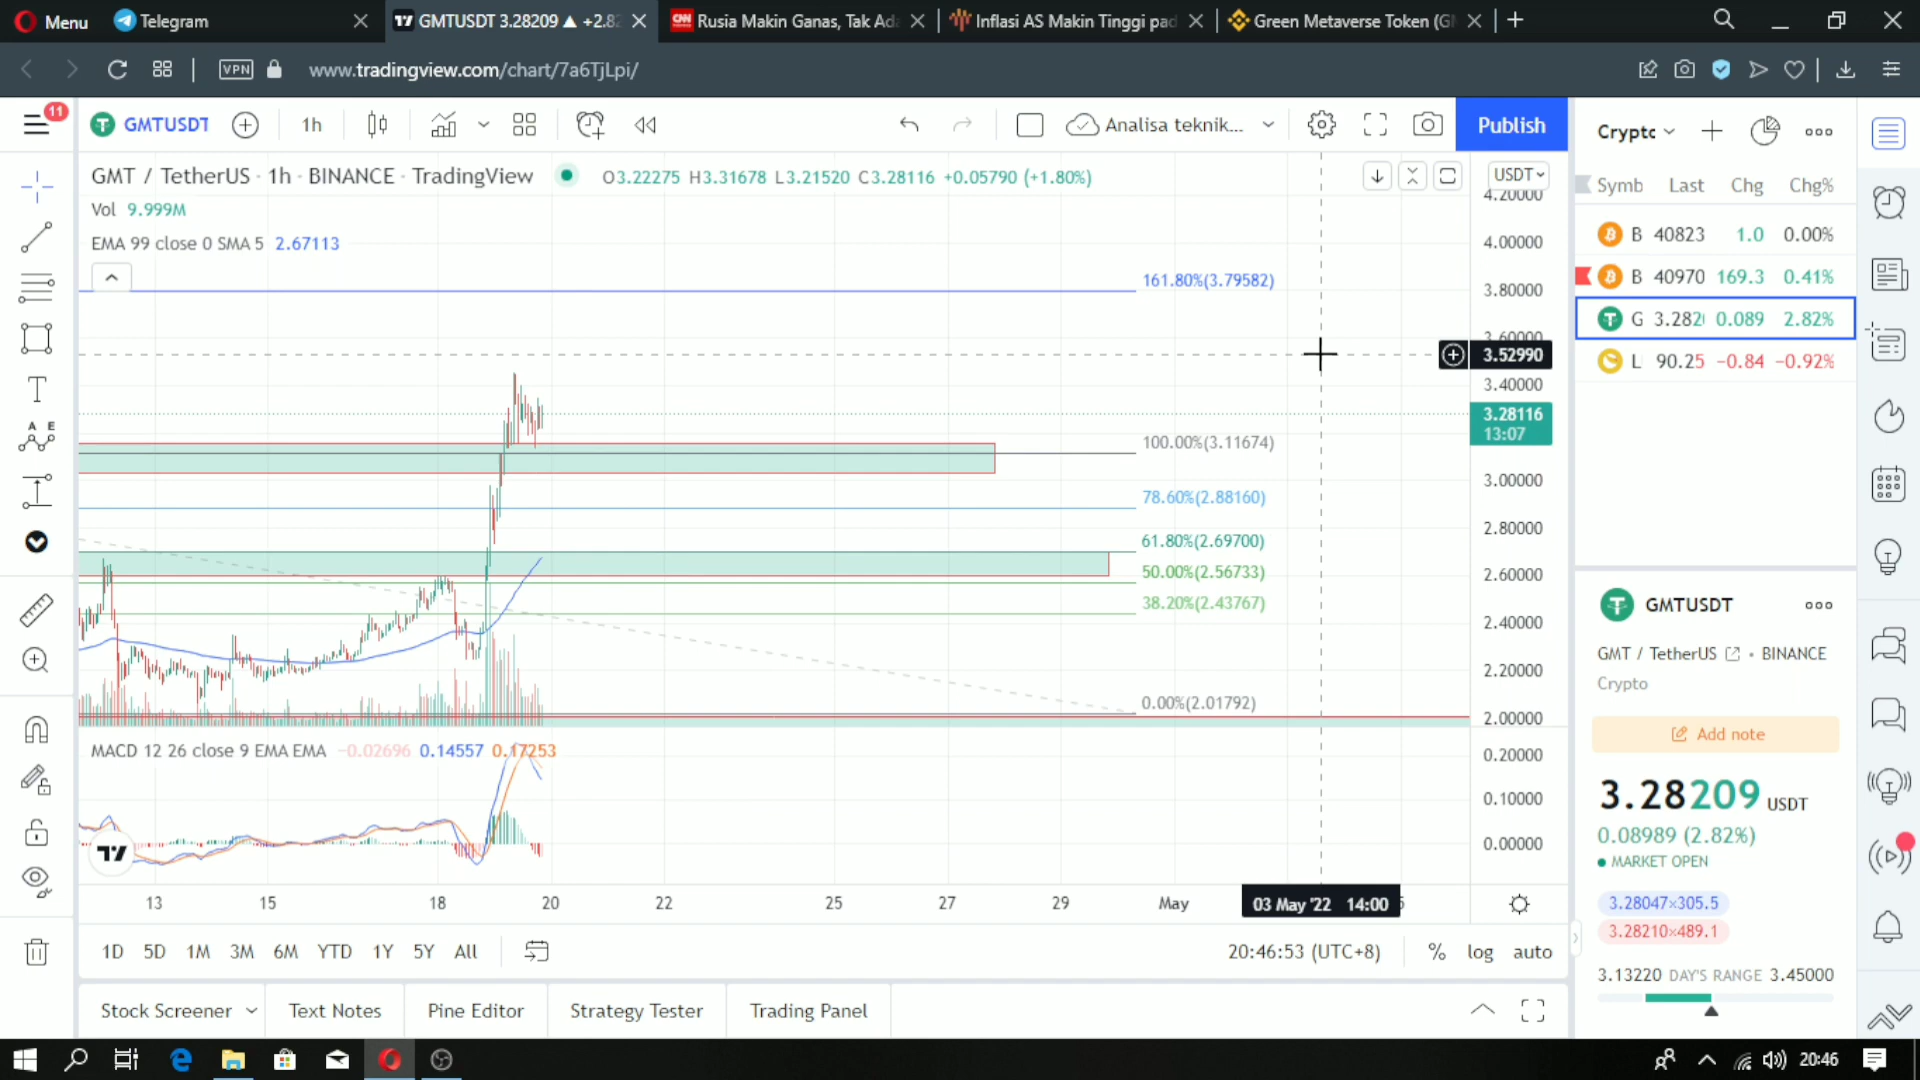 Menu
Telegram
GMTUSDT 3.28209 ▲ +2.82
CNN Rusia Makin Ganas, Tak Ad
Inflasi AS Makin Tinggi pad
Green Metaverse Token (G
VPN
www.tradingview.com/chart/7a6TjLpi/
11
GMTUSDT
1h
Analisa teknik...
Publish
GMT / TetherUS · 1h · BINANCE · TradingView
O3.22275 H3.31678 L3.21520 C3.28116 +0.05790 (+1.80%)
Vol 9.999M
EMA 99 close 0 SMA 5 2.67113
USDT
4.20000
4.00000
3.80000
3.60000
3.52990
3.40000
3.28116
13:07
3.00000
2.80000
2.60000
2.40000
2.20000
2.00000
161.80%(3.79582)
100.00%(3.11674)
78.60%(2.88160)
61.80%(2.69700)
50.00%(2.56733)
38.20%(2.43767)
0.00%(2.01792)
MACD 12 26 close 9 EMA EMA −0.02696 0.14557 0.17253
0.20000
0.10000
0.00000
13 15 18 20 22 25 27 29 May
03 May '22 14:00
1D 5D 1M 3M 6M YTD 1Y 5Y All
20:46:53 (UTC+8)
% log auto
Stock Screener
Text Notes
Pine Editor
Strategy Tester
Trading Panel
Crypto
Symb Last Chg Chg%
B 40823 1.0 0.00%
B 40970 169.3 0.41%
G 3.282 0.089 2.82%
L 90.25 −0.84 −0.92%
GMTUSDT
GMT / TetherUS • BINANCE
Crypto
Add note
3.28209 USDT
0.08989 (2.82%)
MARKET OPEN
3.28047×305.5
3.28210×489.1
3.13220 DAY'S RANGE 3.45000
A E
T
20:46